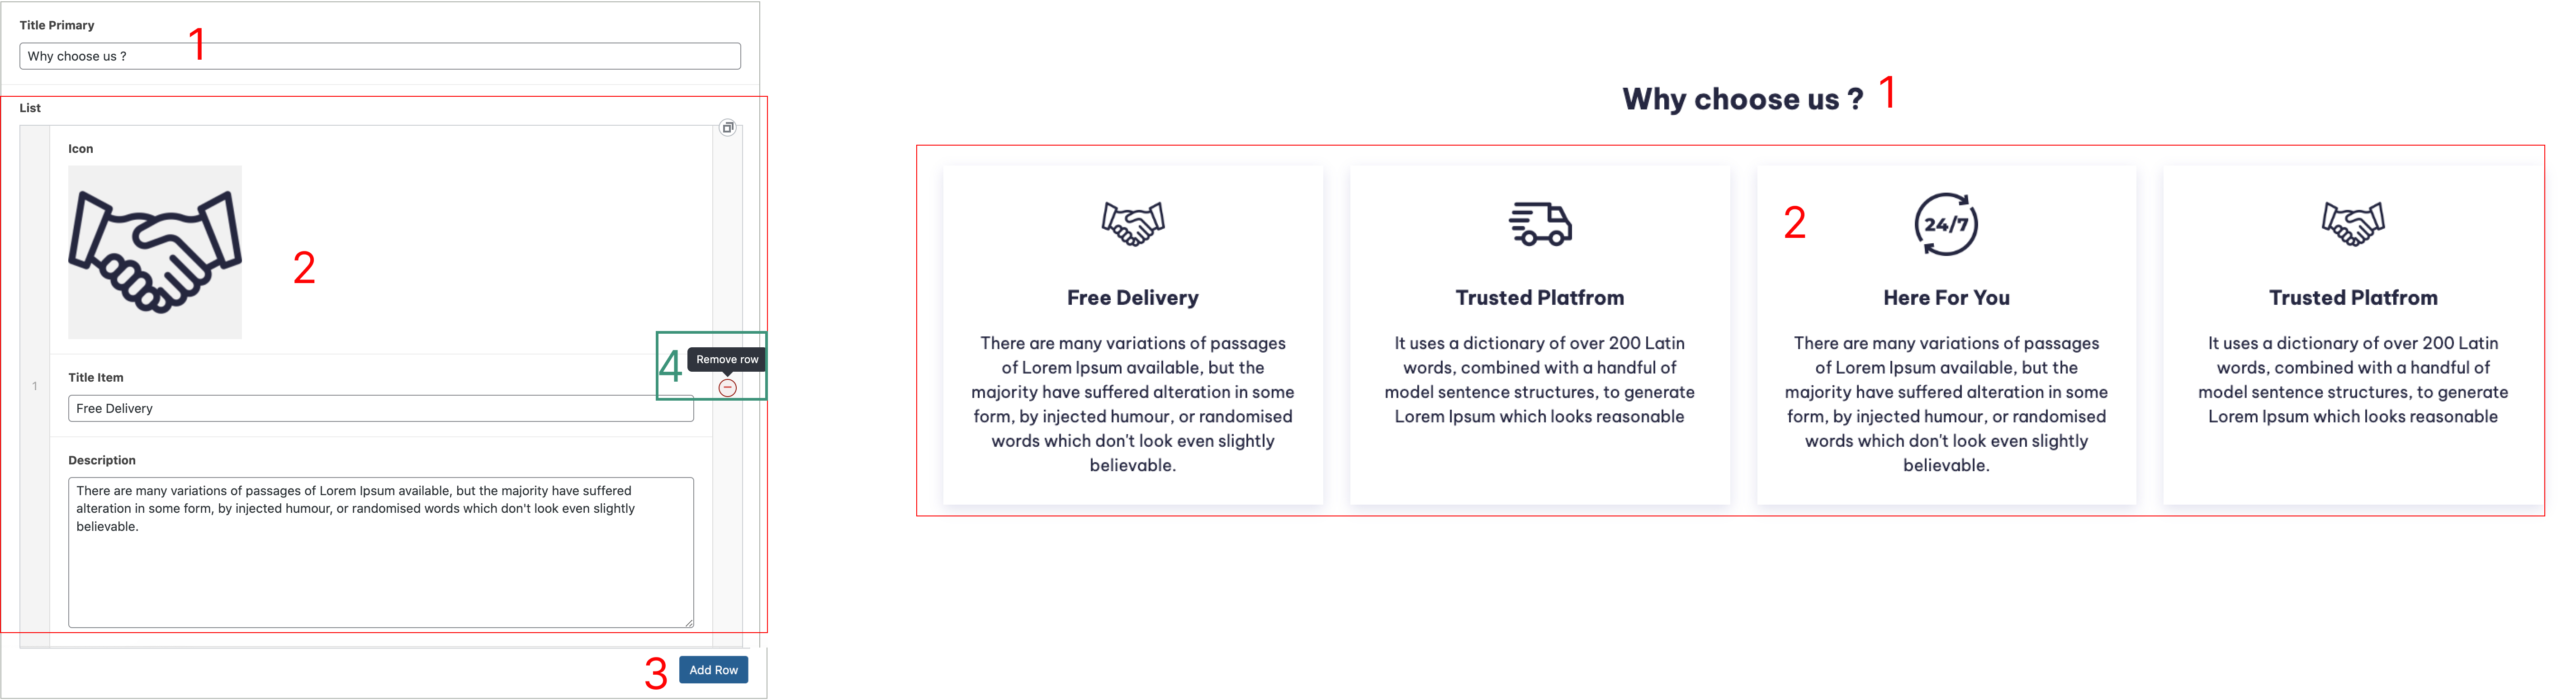 Title Primary
1
Why choose us ?
List
Icon
2
4
Remove row
1
Title Item
Free Delivery
Description
There are many variations of passages of Lorem Ipsum available, but the majority have suffered
alteration in some form, by injected humour, or randomised words which don't look even slightly
believable.
3
Add Row
Why choose us ?
1
2
24/7
Free Delivery
There are many variations of passages
of Lorem Ipsum available, but the
majority have suffered alteration in some
form, by injected humour, or randomised
words which don't look even slightly
believable.
Trusted Platfrom
It uses a dictionary of over 200 Latin
words, combined with a handful of
model sentence structures, to generate
Lorem Ipsum which looks reasonable
Here For You
There are many variations of passages
of Lorem Ipsum available, but the
majority have suffered alteration in some
form, by injected humour, or randomised
words which don't look even slightly
believable.
Trusted Platfrom
It uses a dictionary of over 200 Latin
words, combined with a handful of
model sentence structures, to generate
Lorem Ipsum which looks reasonable